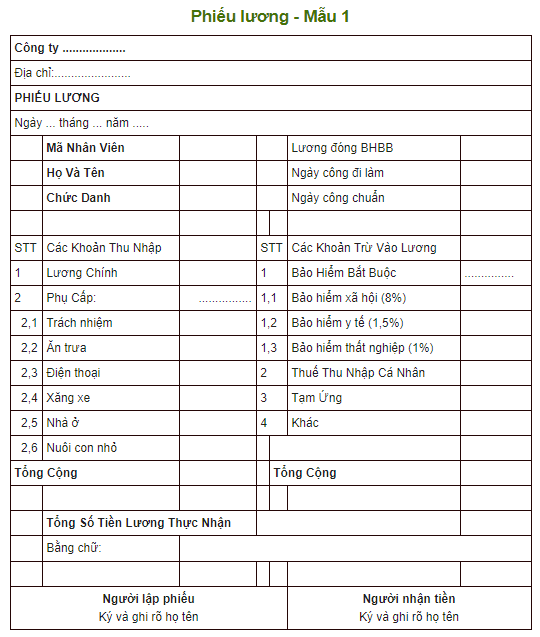 Phiếu lương - Mẫu 1
Công ty ...................
Địa chỉ:.......................
PHIẾU LƯƠNG
Ngày ... tháng ... năm .....
Mã Nhân Viên Lương đóng BHBB
Họ Và Tên Ngày công đi làm
Chức Danh Ngày công chuẩn
STT Các Khoản Thu Nhập STT Các Khoản Trừ Vào Lương
1 Lương Chính 1 Bảo Hiểm Bắt Buộc ...............
2 Phụ Cấp: ................ 1,1 Bảo hiểm xã hội (8%)
2,1 Trách nhiệm 1,2 Bảo hiểm y tế (1,5%)
2,2 Ăn trưa 1,3 Bảo hiểm thất nghiệp (1%)
2,3 Điện thoại 2 Thuế Thu Nhập Cá Nhân
2,4 Xăng xe 3 Tạm Ứng
2,5 Nhà ở 4 Khác
2,6 Nuôi con nhỏ
Tổng Cộng Tổng Cộng
Tổng Số Tiền Lương Thực Nhận
Bằng chữ:
Người lập phiếu Người nhận tiền
Ký và ghi rõ họ tên Ký và ghi rõ họ tên